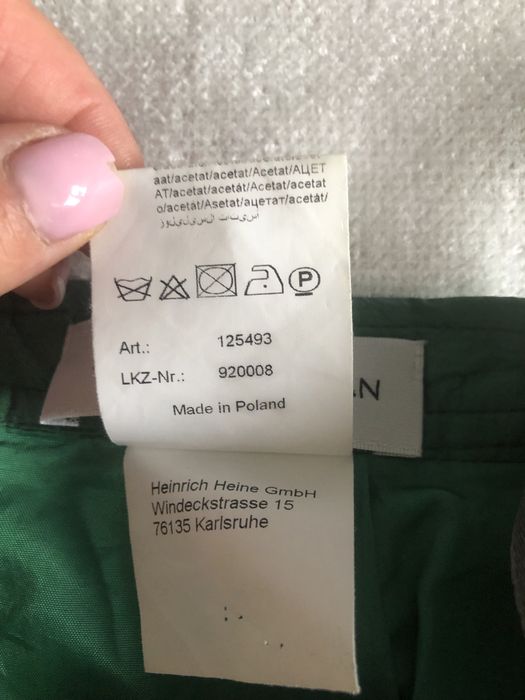 aat/acetat/acetat/Acetat/АЦЕТ
АТ/acetat/acetát/Acetat/acetat
o/acetát/Asetat/ацетат/acetát/
Art.: 125493
LKZ-Nr.: 920008
Made in Poland
P
Heinrich Heine GmbH
Windeckstrasse 15
76135 Karlsruhe
N